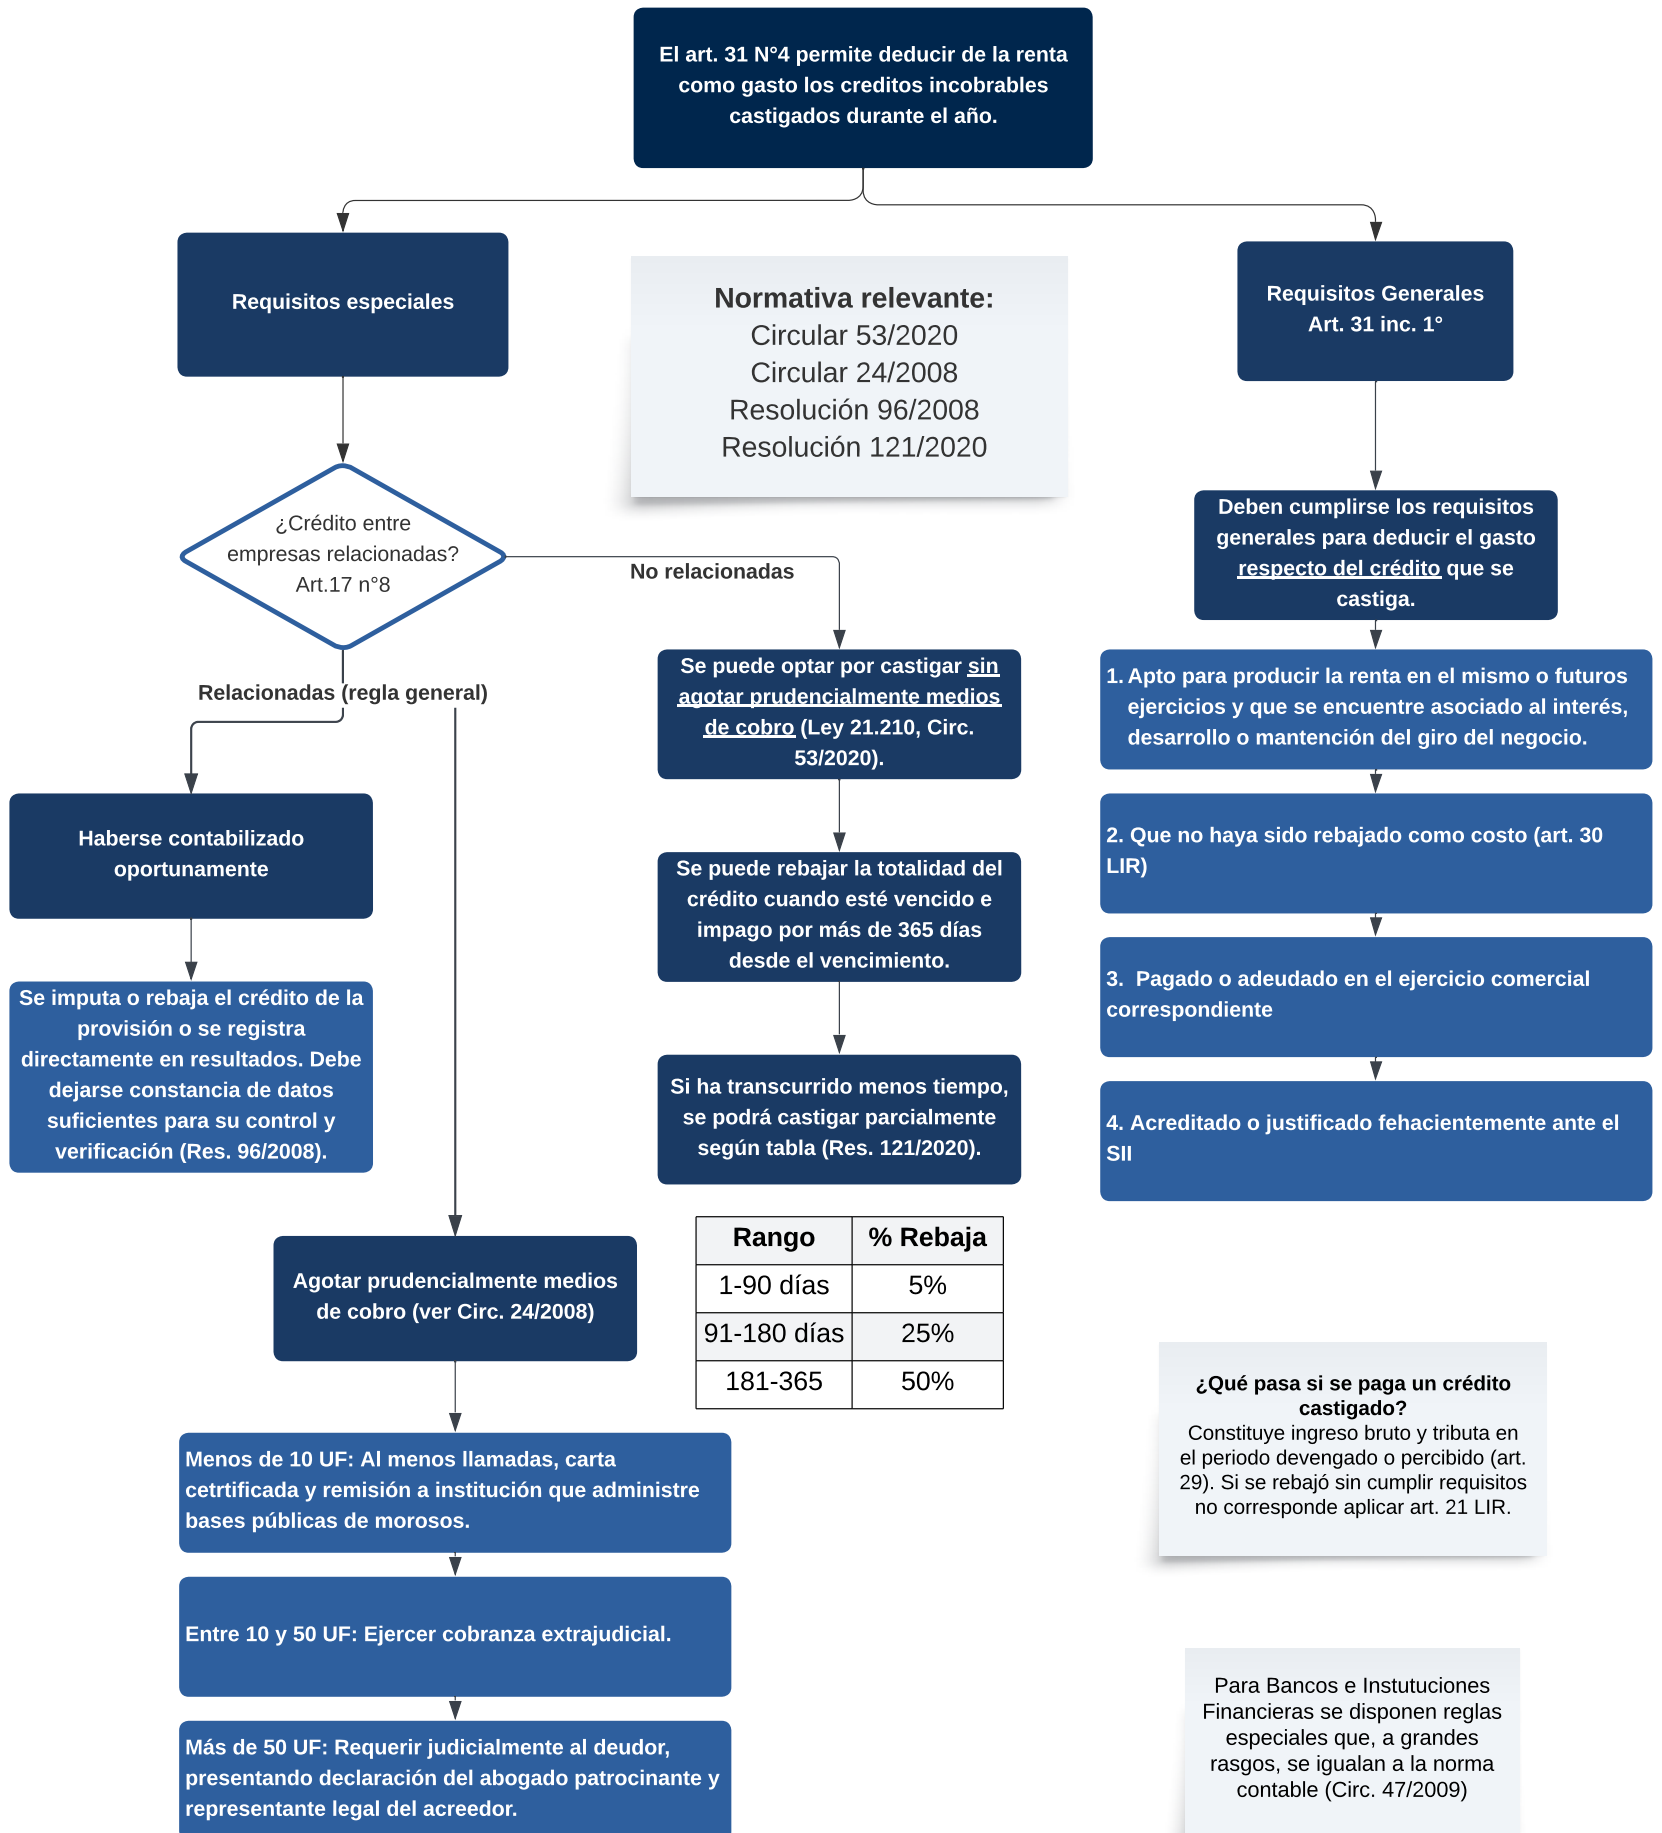 El art. 31 N°4 permite deducir de la renta
como gasto los creditos incobrables
castigados durante el año.
Requisitos especiales
Normativa relevante:
Circular 53/2020
Circular 24/2008
Resolución 96/2008
Resolución 121/2020
Requisitos Generales
Art. 31 inc. 1°
¿Crédito entre
empresas relacionadas?
Art.17 n°8
No relacionadas
Relacionadas (regla general)
Haberse contabilizado
oportunamente
Se imputa o rebaja el crédito de la
provisión o se registra
directamente en resultados. Debe
dejarse constancia de datos
suficientes para su control y
verificación (Res. 96/2008).
Agotar prudencialmente medios
de cobro (ver Circ. 24/2008)
Menos de 10 UF: Al menos llamadas, carta
cetrtificada y remisión a institución que administre
bases públicas de morosos.
Entre 10 y 50 UF: Ejercer cobranza extrajudicial.
Más de 50 UF: Requerir judicialmente al deudor,
presentando declaración del abogado patrocinante y
representante legal del acreedor.
Se puede optar por castigar sin
agotar prudencialmente medios
de cobro (Ley 21.210, Circ.
53/2020).
Se puede rebajar la totalidad del
crédito cuando esté vencido e
impago por más de 365 días
desde el vencimiento.
Si ha transcurrido menos tiempo,
se podrá castigar parcialmente
según tabla (Res. 121/2020).
Rango % Rebaja
1-90 días 5%
91-180 días 25%
181-365 50%
Deben cumplirse los requisitos
generales para deducir el gasto
respecto del crédito que se
castiga.
1. Apto para producir la renta en el mismo o futuros
ejercicios y que se encuentre asociado al interés,
desarrollo o mantención del giro del negocio.
2. Que no haya sido rebajado como costo (art. 30
LIR)
3. Pagado o adeudado en el ejercicio comercial
correspondiente
4. Acreditado o justificado fehacientemente ante el
SII
¿Qué pasa si se paga un crédito
castigado?
Constituye ingreso bruto y tributa en
el periodo devengado o percibido (art.
29). Si se rebajó sin cumplir requisitos
no corresponde aplicar art. 21 LIR.
Para Bancos e Instutuciones
Financieras se disponen reglas
especiales que, a grandes
rasgos, se igualan a la norma
contable (Circ. 47/2009)